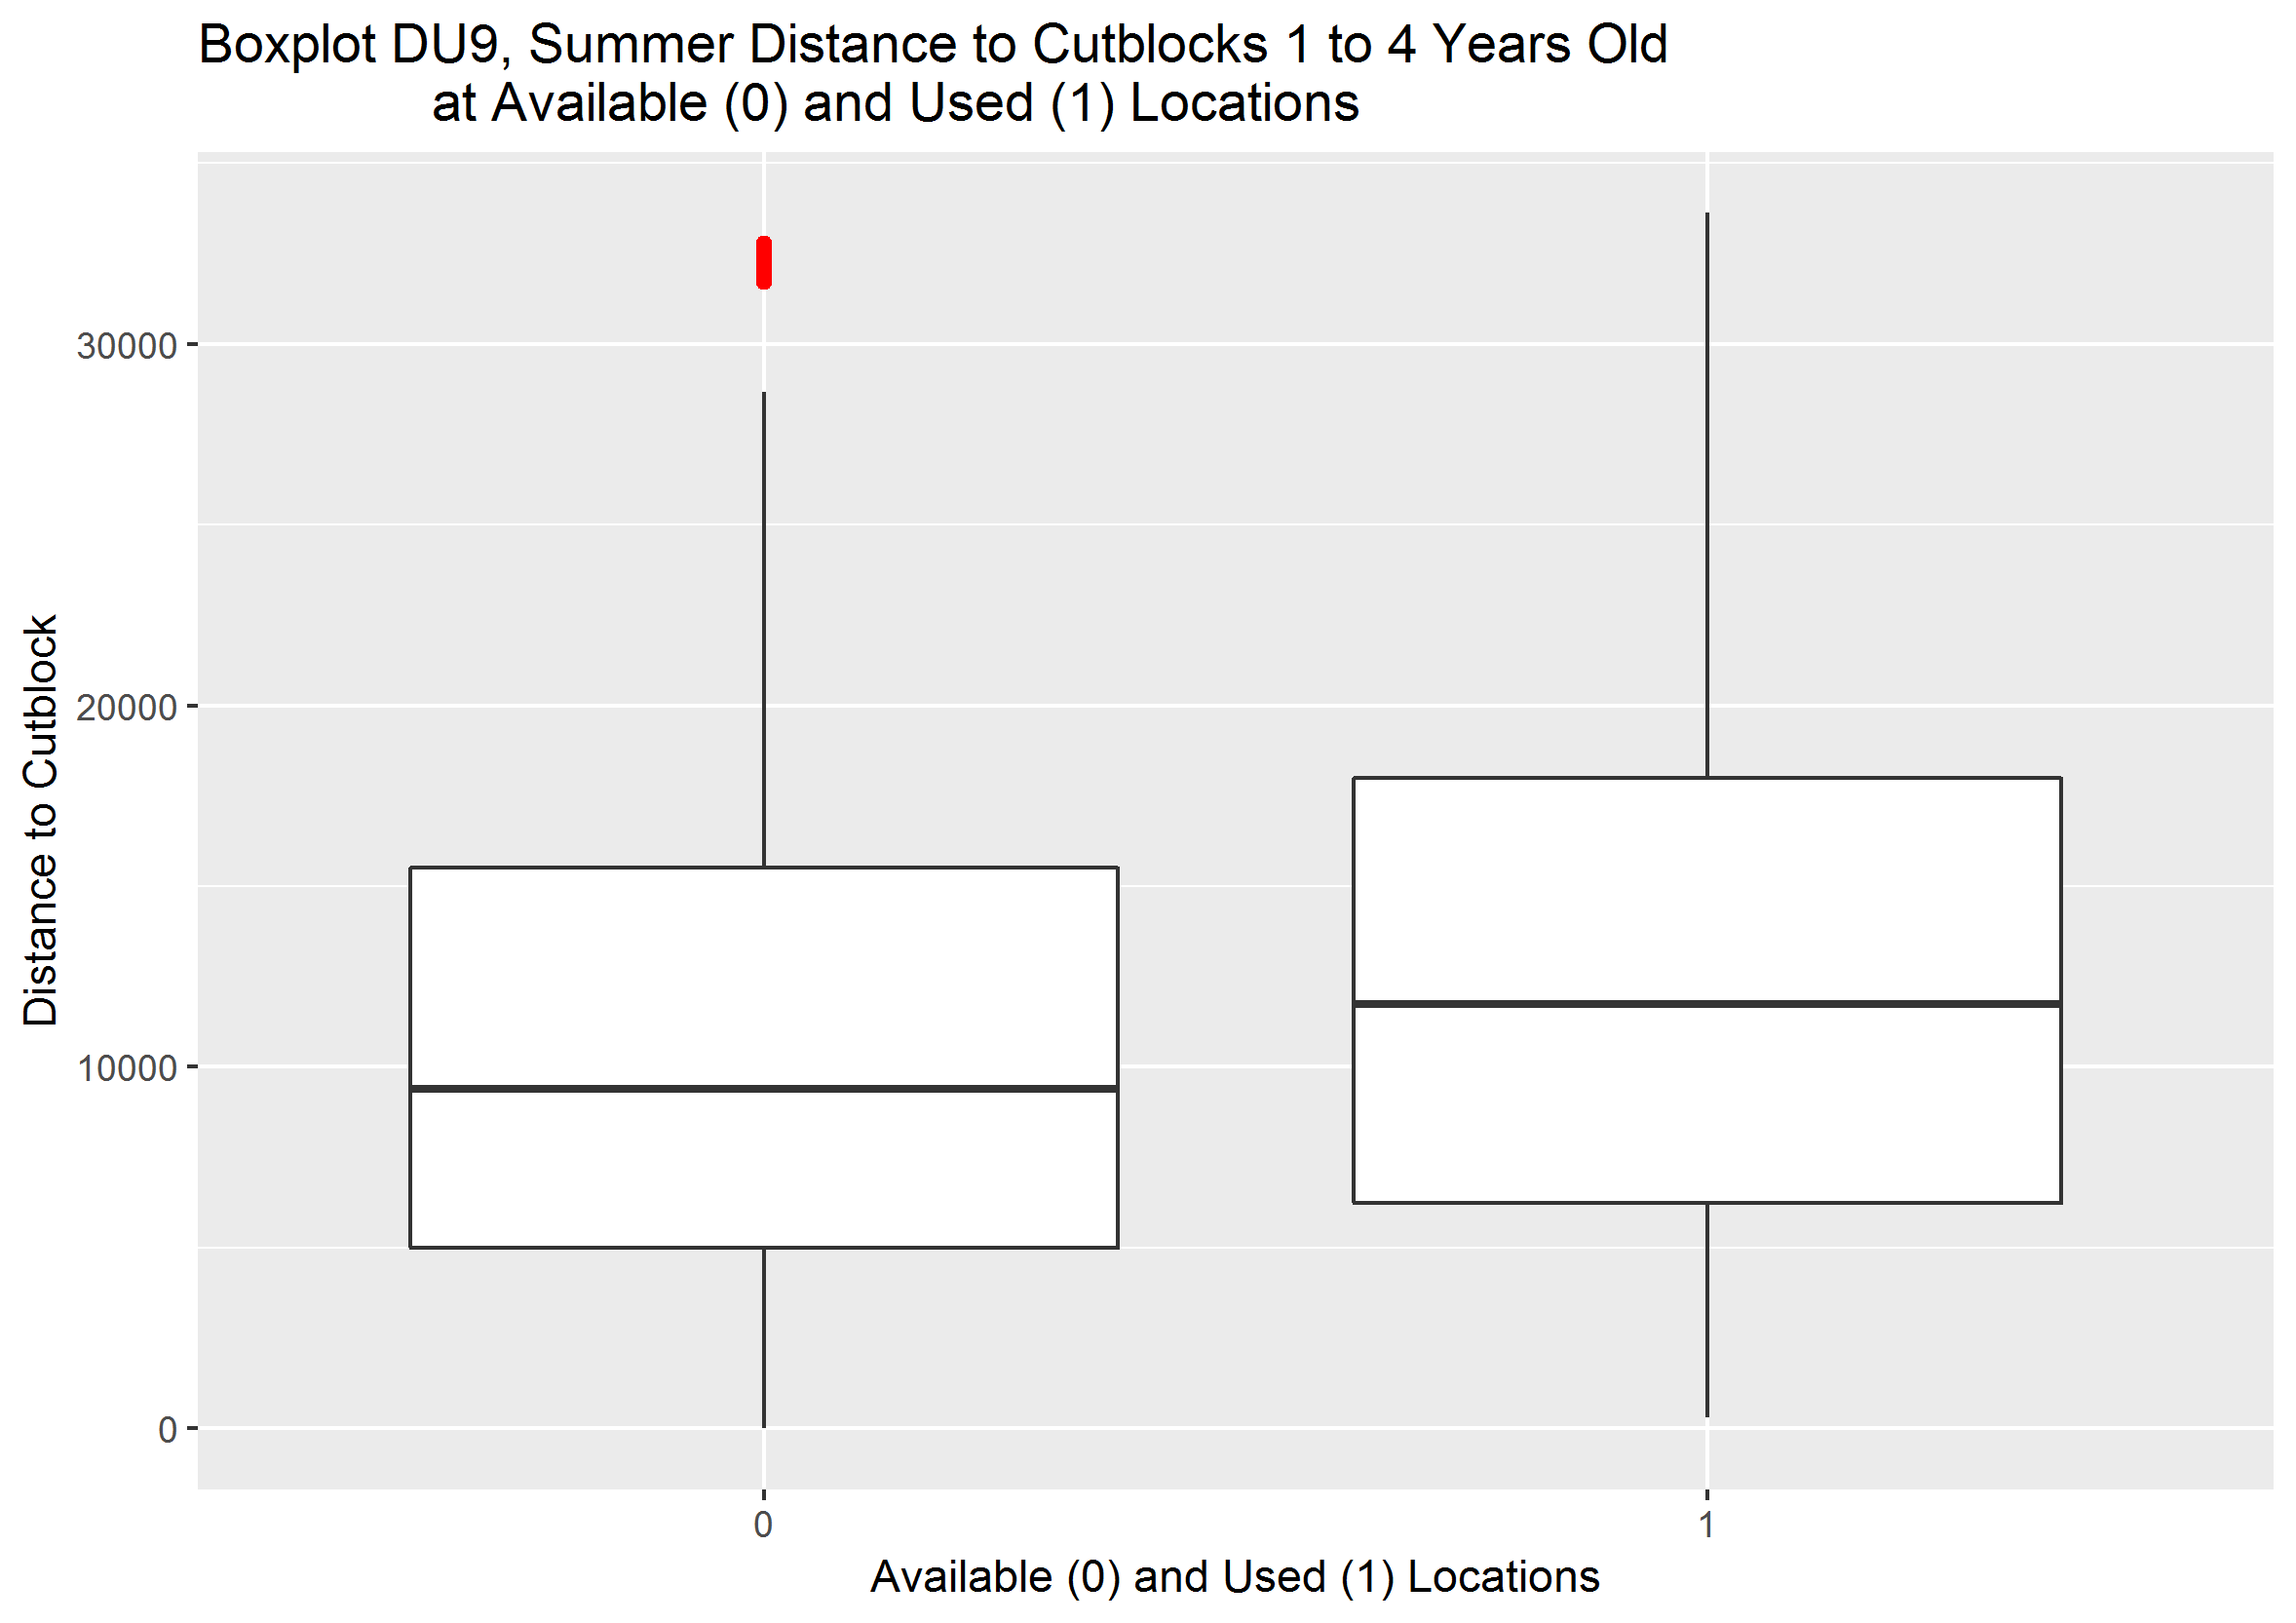 Boxplot DU9, Summer Distance to Cutblocks 1 to 4 Years Old
at Available (0) and Used (1) Locations
Distance to Cutblock
30000
20000
10000
0
0 1
Available (0) and Used (1) Locations